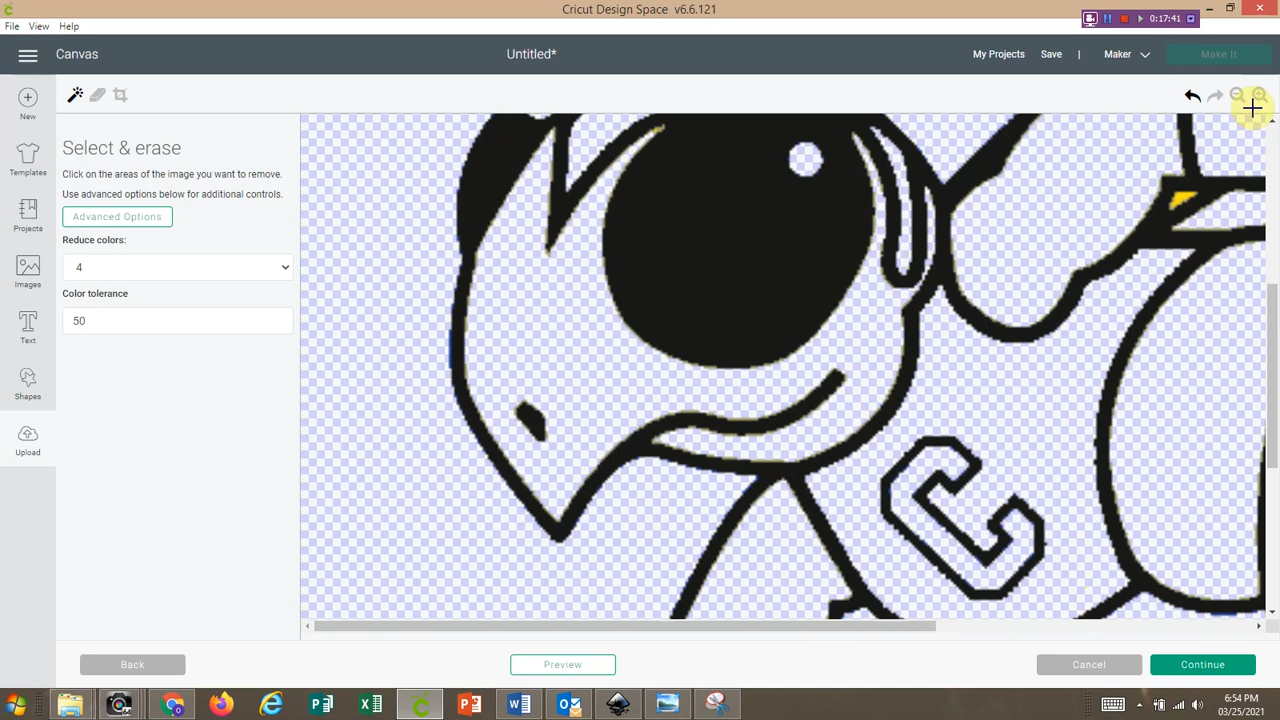 Cricut Design Space v6.6.121
0:17:41
File View Help
Canvas
Untitled*
My Projects Save | Maker Make It
New
Templates
Projects
Images
Text
Shapes
Upload
Select & erase
Click on the areas of the image you want to remove.
Use advanced options below for additional controls.
Advanced Options
Reduce colors:
4
Color tolerance
50
C
Back Preview Cancel Continue
6:54 PM
03/25/2021